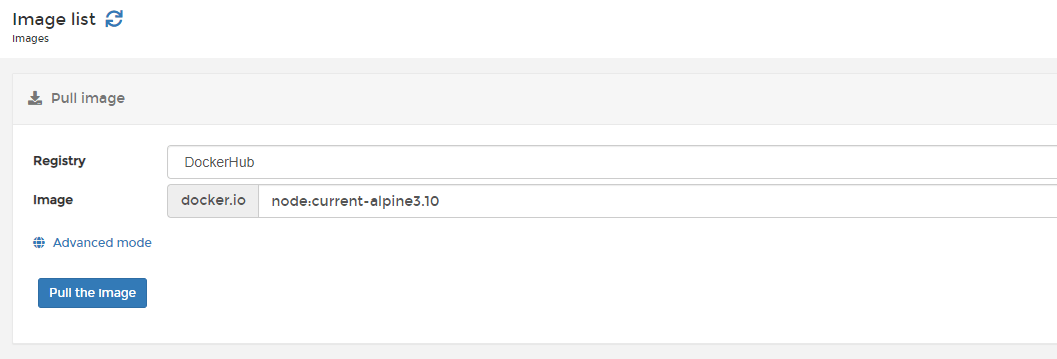 Image list
Images
Pull image
Registry
DockerHub
Image
docker.io
node:current-alpine3.10
Advanced mode
Pull the image